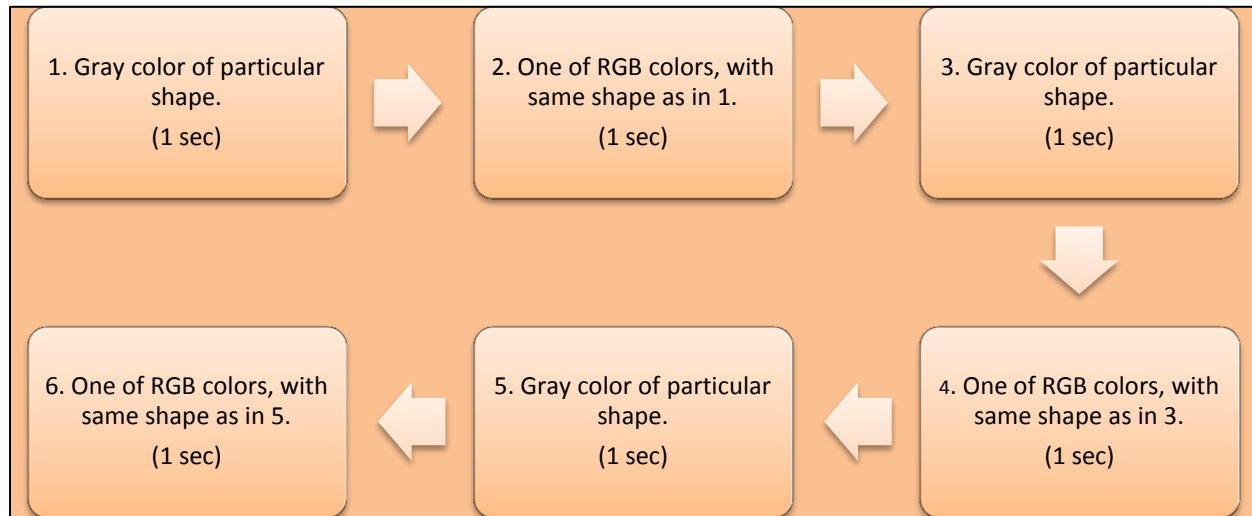 1. Gray color of particular
shape.
(1 sec)
2. One of RGB colors, with
same shape as in 1.
(1 sec)
3. Gray color of particular
shape.
(1 sec)
4. One of RGB colors, with
same shape as in 3.
(1 sec)
5. Gray color of particular
shape.
(1 sec)
6. One of RGB colors, with
same shape as in 5.
(1 sec)